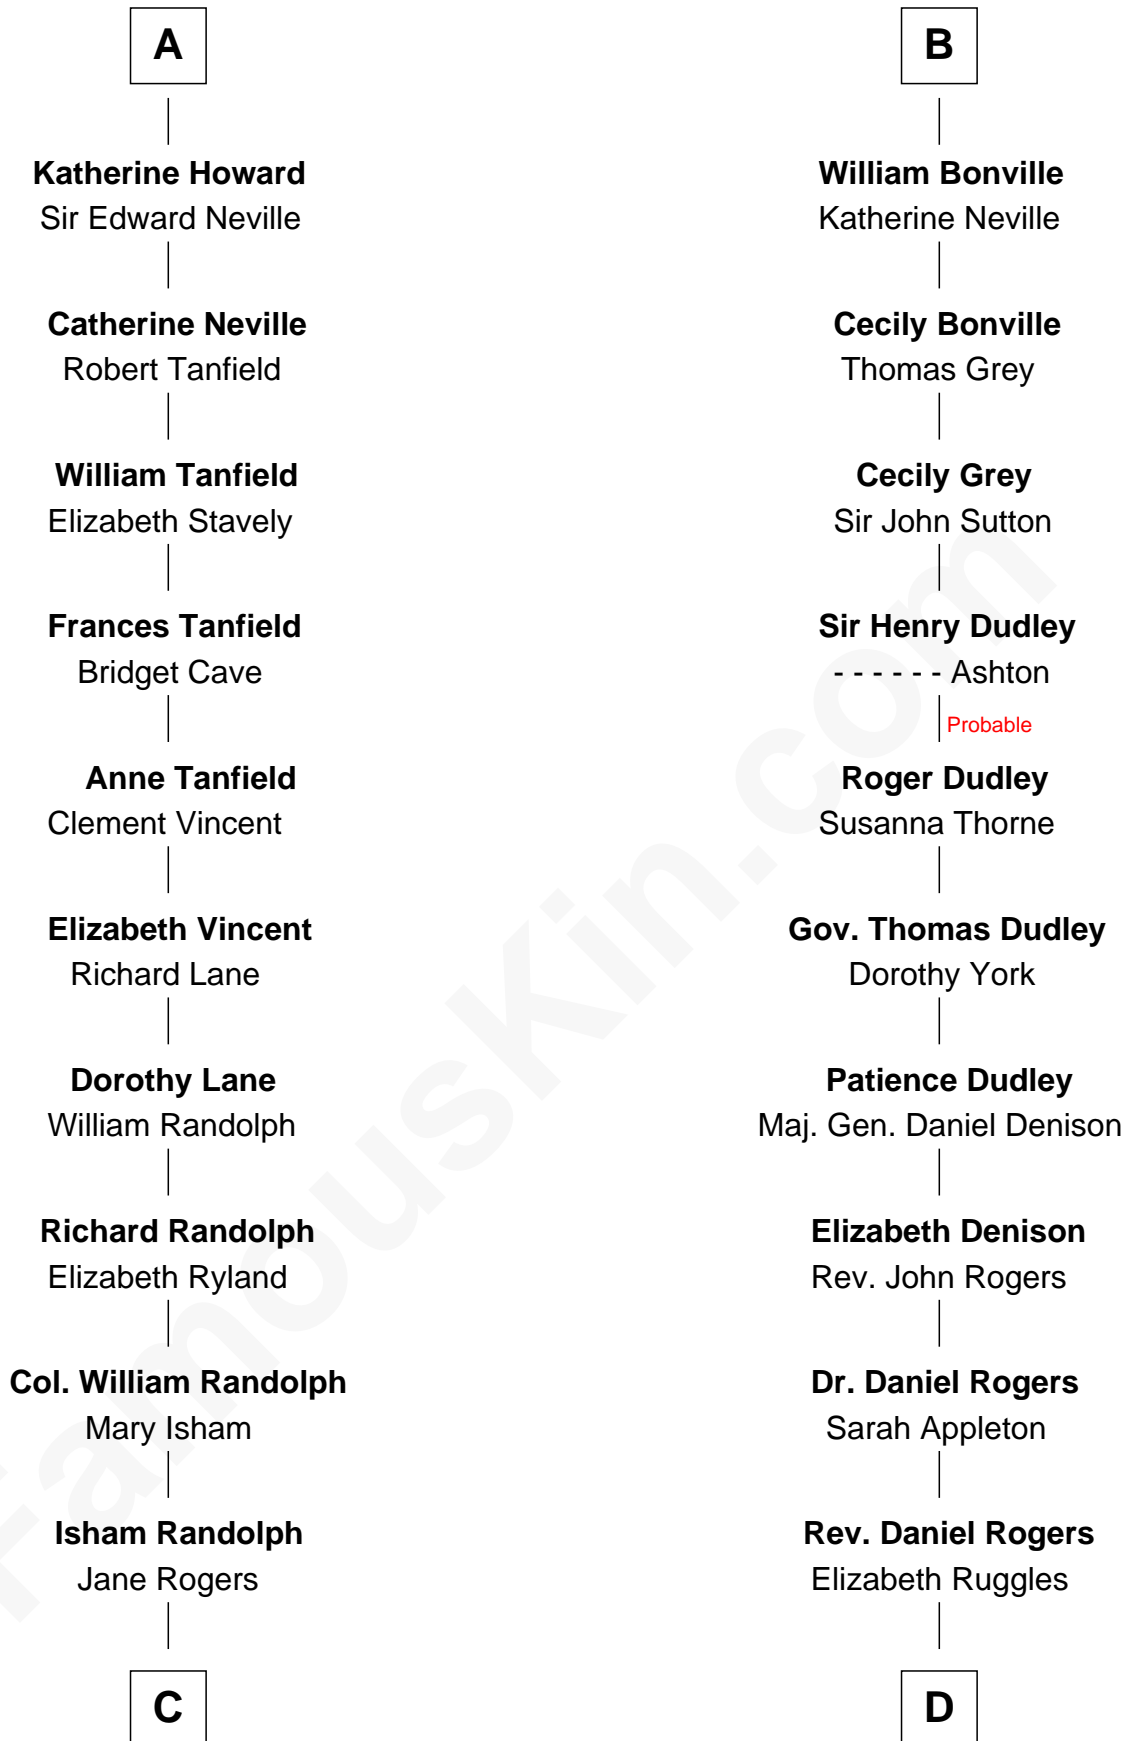 A
Katherine Howard
Sir Edward Neville
Catherine Neville
Robert Tanfield
William Tanfield
Elizabeth Stavely
Frances Tanfield
Bridget Cave
Anne Tanfield
Clement Vincent
Elizabeth Vincent
Richard Lane
Dorothy Lane
William Randolph
Richard Randolph
Elizabeth Ryland
Col. William Randolph
Mary Isham
Isham Randolph
Jane Rogers
C
B
William Bonville
Katherine Neville
Cecily Bonville
Thomas Grey
Cecily Grey
Sir John Sutton
Sir Henry Dudley
- - - - - - Ashton
Probable
Roger Dudley
Susanna Thorne
Gov. Thomas Dudley
Dorothy York
Patience Dudley
Maj. Gen. Daniel Denison
Elizabeth Denison
Rev. John Rogers
Dr. Daniel Rogers
Sarah Appleton
Rev. Daniel Rogers
Elizabeth Ruggles
D
FamousKin.com